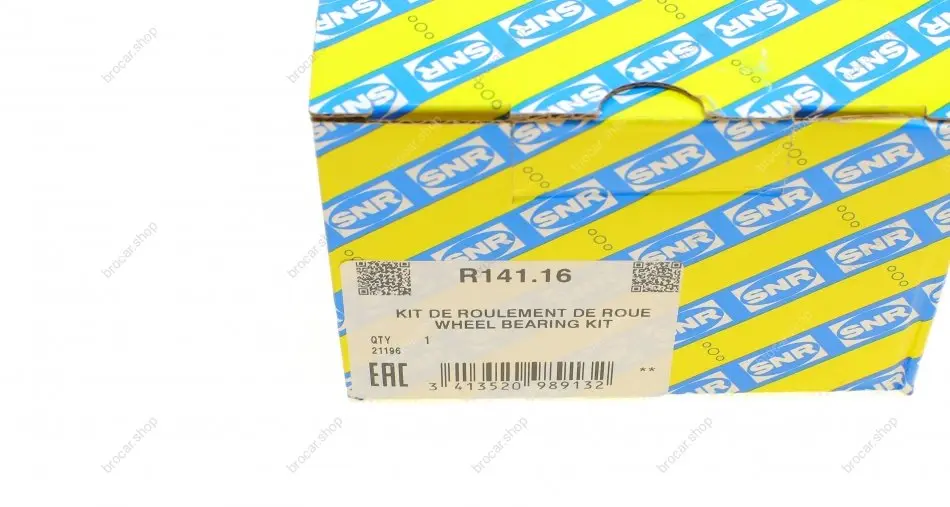 SNR
R141.16
KIT DE ROULEMENT DE ROUE
WHEEL BEARING KIT
QTY 1
21196
EAC
**
3 413520 989132
brocar.shop